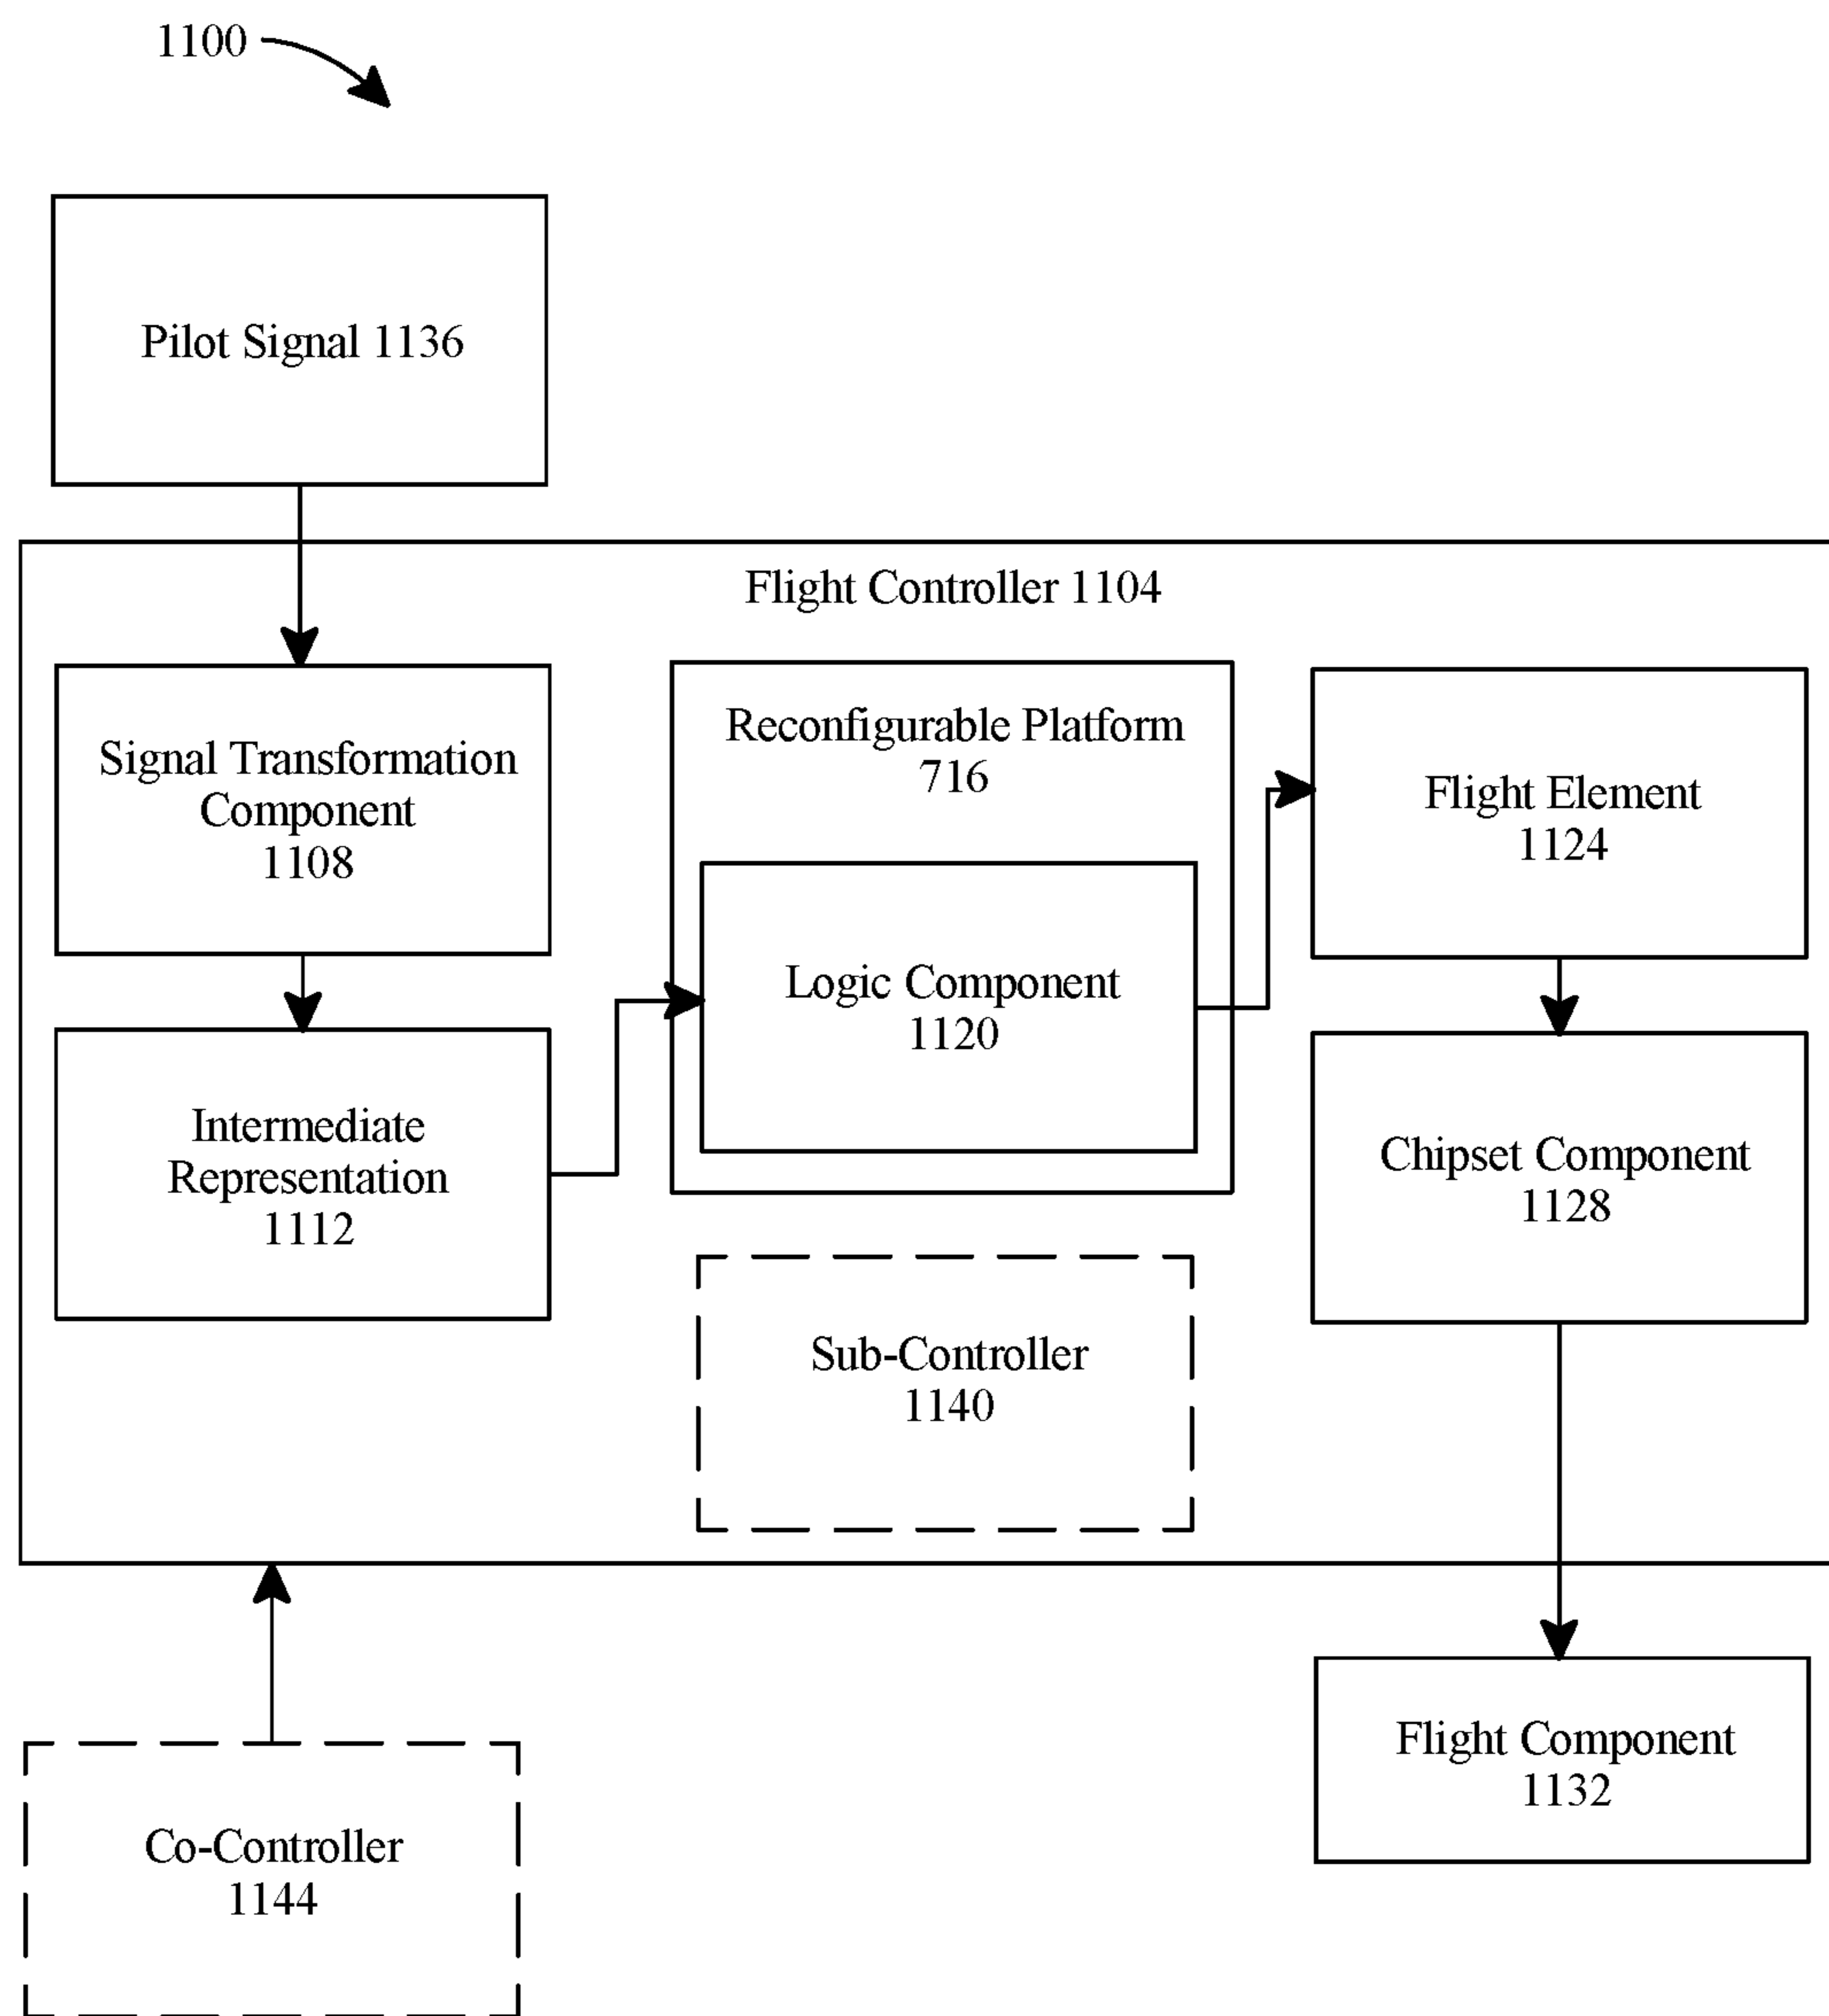 1100
Pilot Signal 1136
Flight Controller 1104
Signal Transformation
Component
1108
Reconfigurable Platform
716
Flight Element
1124
Logic Component
1120
Intermediate
Representation
1112
Chipset Component
1128
Sub-Controller
1140
Flight Component
1132
Co-Controller
1144